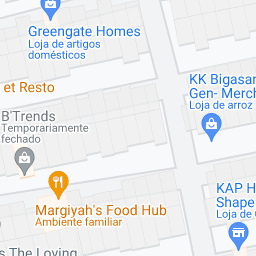 Greengate Homes
Loja de artigos
domésticos
et Resto
KK Bigasan
Gen- Merch
Loja de arroz
B'Trends
Temporariamente
fechado
Margiyah's Food Hub
Ambiente familiar
KAP H
Shape
Loja de
s The Loving